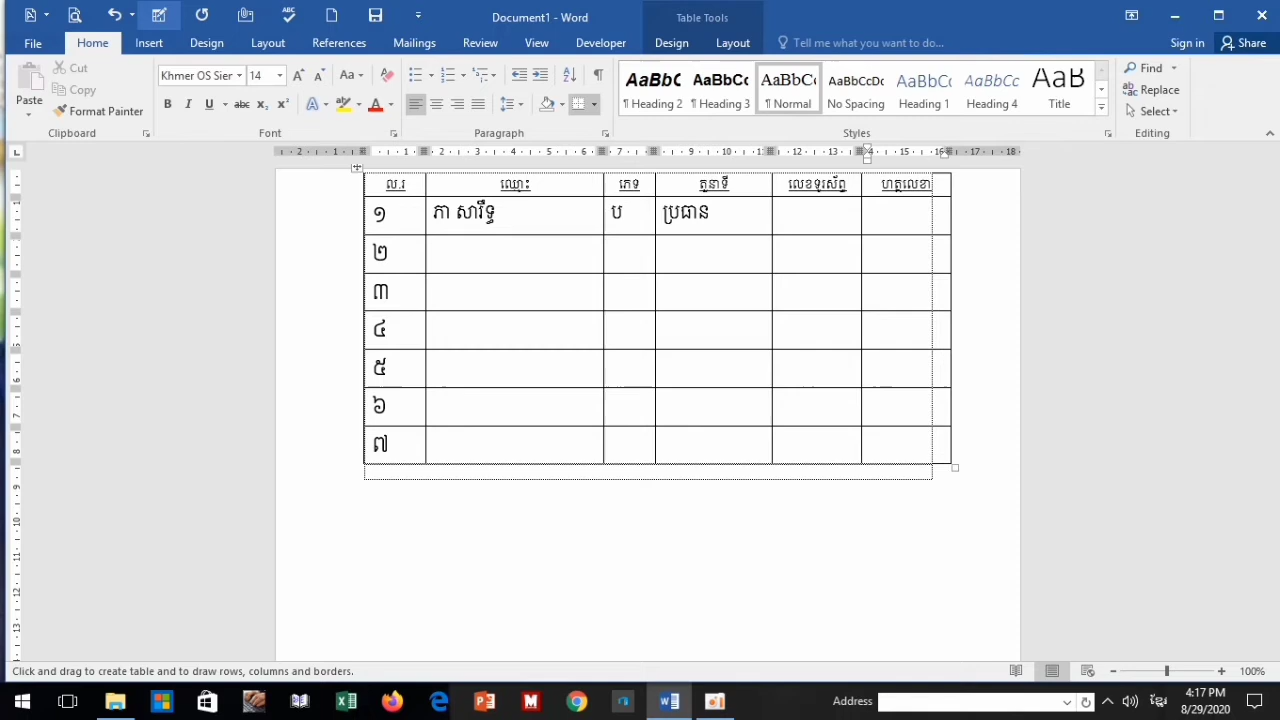 Document1 - Word
Table Tools
File Home Insert Design Layout References Mailings Review View Developer Design Layout Tell me what you want to do... Sign in Share
Paste
Cut
Copy
Format Painter
Khmer OS Sier 14
AaBbC
¶ Heading 2
AaBbCc
¶ Heading 3
AaBbCc
¶ Normal
AaBbCcDc
No Spacing
AaBbC
Heading 1
AaBbCc
Heading 4
Title
Find
Replace
Select
Clipboard Font Paragraph Styles Editing
ល.រ ឈ្មោះ ភេទ តួនាទី លេខទូរស័ព្ទ ហត្ថលេខា
១ ភា សារឹទ្ធ ប ប្រធាន
២
៣
៤
៥
៦
៧
Click and drag to create table and to draw rows, columns and borders.
100%
Address
4:17 PM
8/29/2020